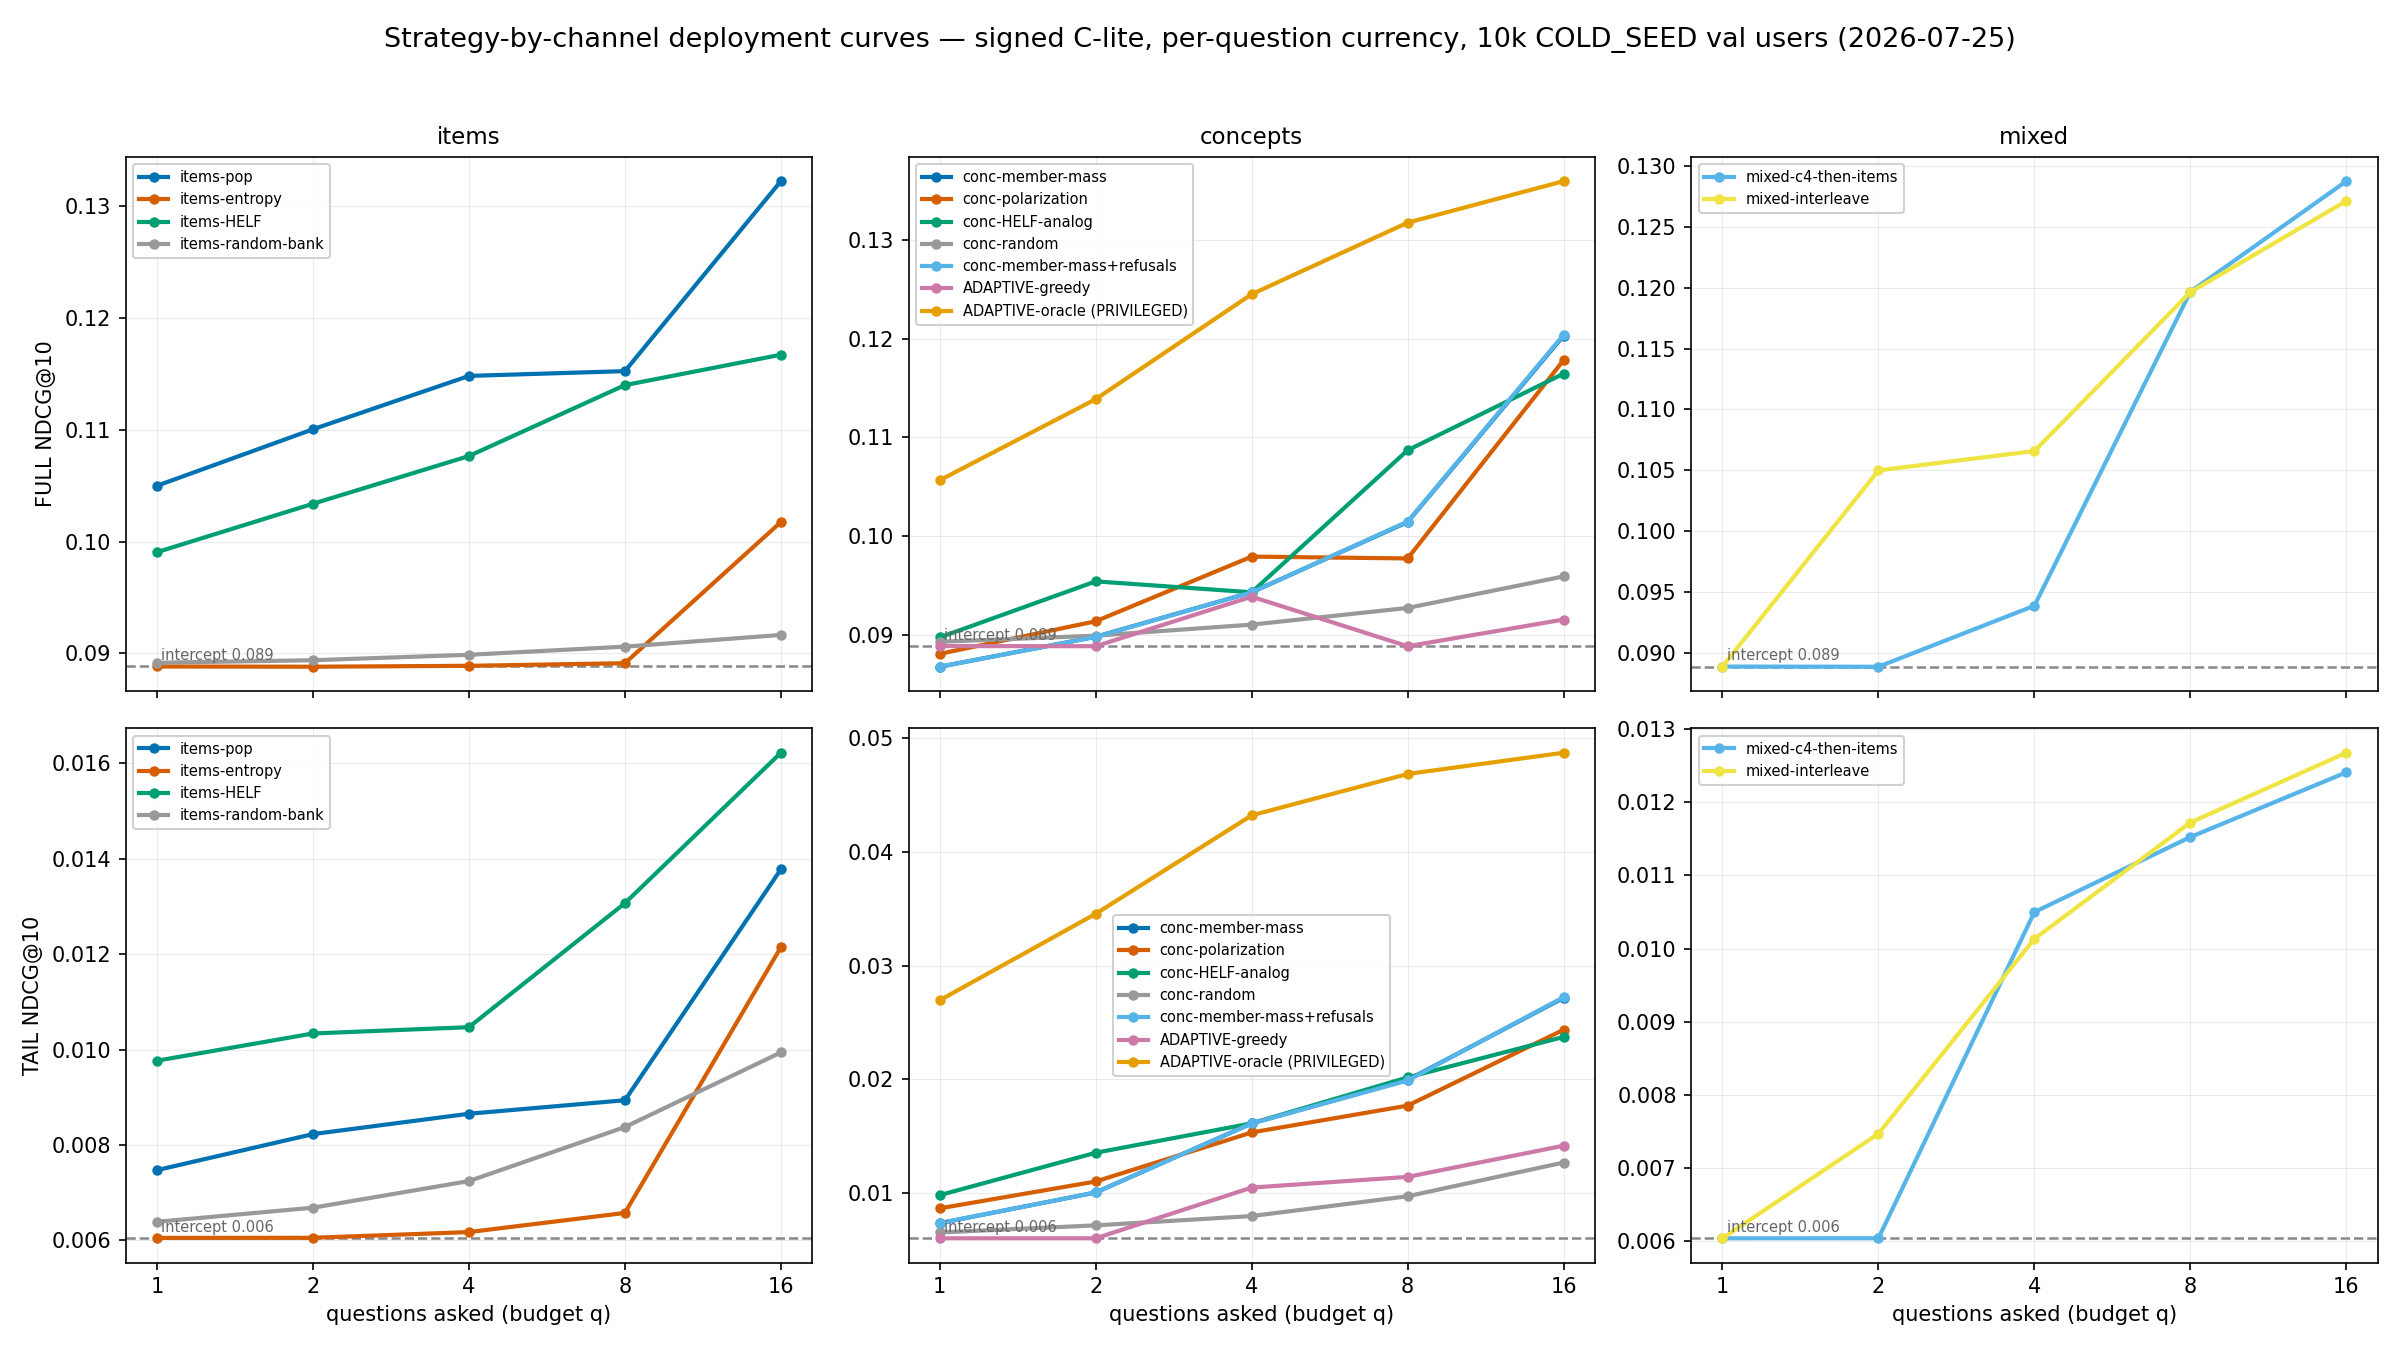 Strategy-by-channel deployment curves — signed C-lite, per-question currency, 10k COLD_SEED val users (2026-07-25)
items
FULL NDCG@10
0.13
0.12
0.11
0.10
0.09
items-pop
items-entropy
items-HELF
items-random-bank
intercept 0.089
concepts
0.13
0.12
0.11
0.10
0.09
conc-member-mass
conc-polarization
conc-HELF-analog
conc-random
conc-member-mass+refusals
ADAPTIVE-greedy
ADAPTIVE-oracle (PRIVILEGED)
intercept 0.089
mixed
0.130
0.125
0.120
0.115
0.110
0.105
0.100
0.095
0.090
mixed-c4-then-items
mixed-interleave
intercept 0.089
TAIL NDCG@10
0.016
0.014
0.012
0.010
0.008
0.006
items-pop
items-entropy
items-HELF
items-random-bank
intercept 0.006
1 2 4 8 16
questions asked (budget q)
0.05
0.04
0.03
0.02
0.01
conc-member-mass
conc-polarization
conc-HELF-analog
conc-random
conc-member-mass+refusals
ADAPTIVE-greedy
ADAPTIVE-oracle (PRIVILEGED)
intercept 0.006
1 2 4 8 16
questions asked (budget q)
0.013
0.012
0.011
0.010
0.009
0.008
0.007
0.006
mixed-c4-then-items
mixed-interleave
intercept 0.006
1 2 4 8 16
questions asked (budget q)